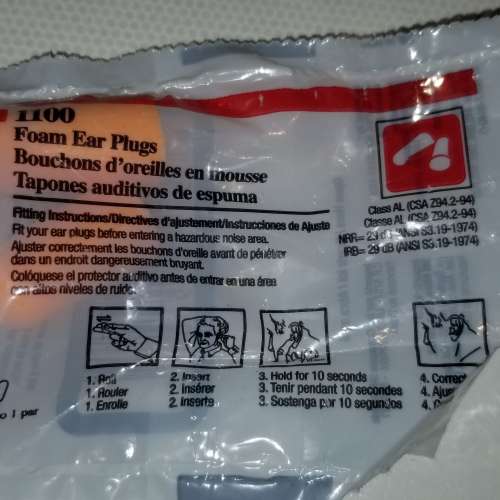 1100
Foam Ear Plugs
Bouchons d'oreilles en mousse
Tapones auditivos de espuma
Class AL (CSA Z94.2-94)
Classe AL (CSA Z94.2-94)
NRR= 29 dB (ANSI S3.19-1974)
IRB= 29 dB (ANSI S3.19-1974)
Fitting Instructions/Directives d'ajustement/Instrucciones de Ajuste
Fit your ear plugs before entering a hazardous noise area.
Ajuster correctement les bouchons d'oreille avant de pénétrer
dans un endroit dangereusement bruyant.
Colóquese el protector auditivo antes de entrar en una área
con altos niveles de ruido.
1. Roll
1. Rouler
1. Enrolle
2. Insert
2. Insérer
2. Inserte
3. Hold for 10 seconds
3. Tenir pendant 10 secondes
3. Sostenga por 10 segundos
4. Correct
4. Ajus
4. C
o 1 par